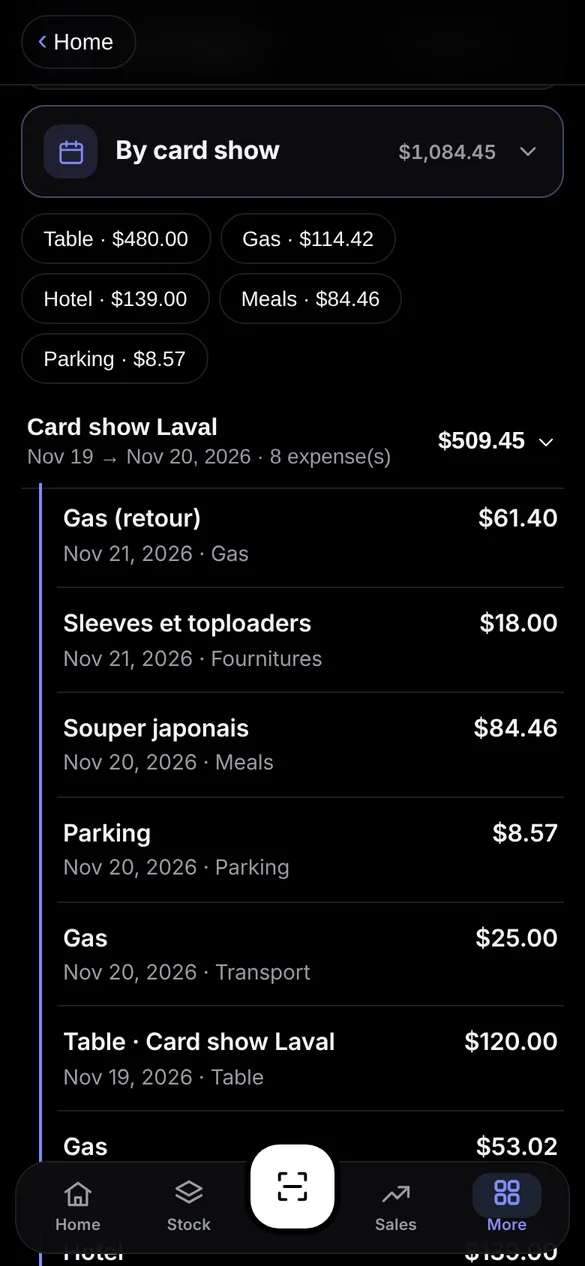 Home
By card show $1,084.45
Table · $480.00 Gas · $114.42
Hotel · $139.00 Meals · $84.46
Parking · $8.57
Card show Laval $509.45
Nov 19 → Nov 20, 2026 · 8 expense(s)
Gas (retour) $61.40
Nov 21, 2026 · Gas
Sleeves et toploaders $18.00
Nov 21, 2026 · Fournitures
Souper japonais $84.46
Nov 20, 2026 · Meals
Parking $8.57
Nov 20, 2026 · Parking
Gas $25.00
Nov 20, 2026 · Transport
Table · Card show Laval $120.00
Nov 19, 2026 · Table
Gas $53.02
Home Stock Sales More
Hotel $139.00